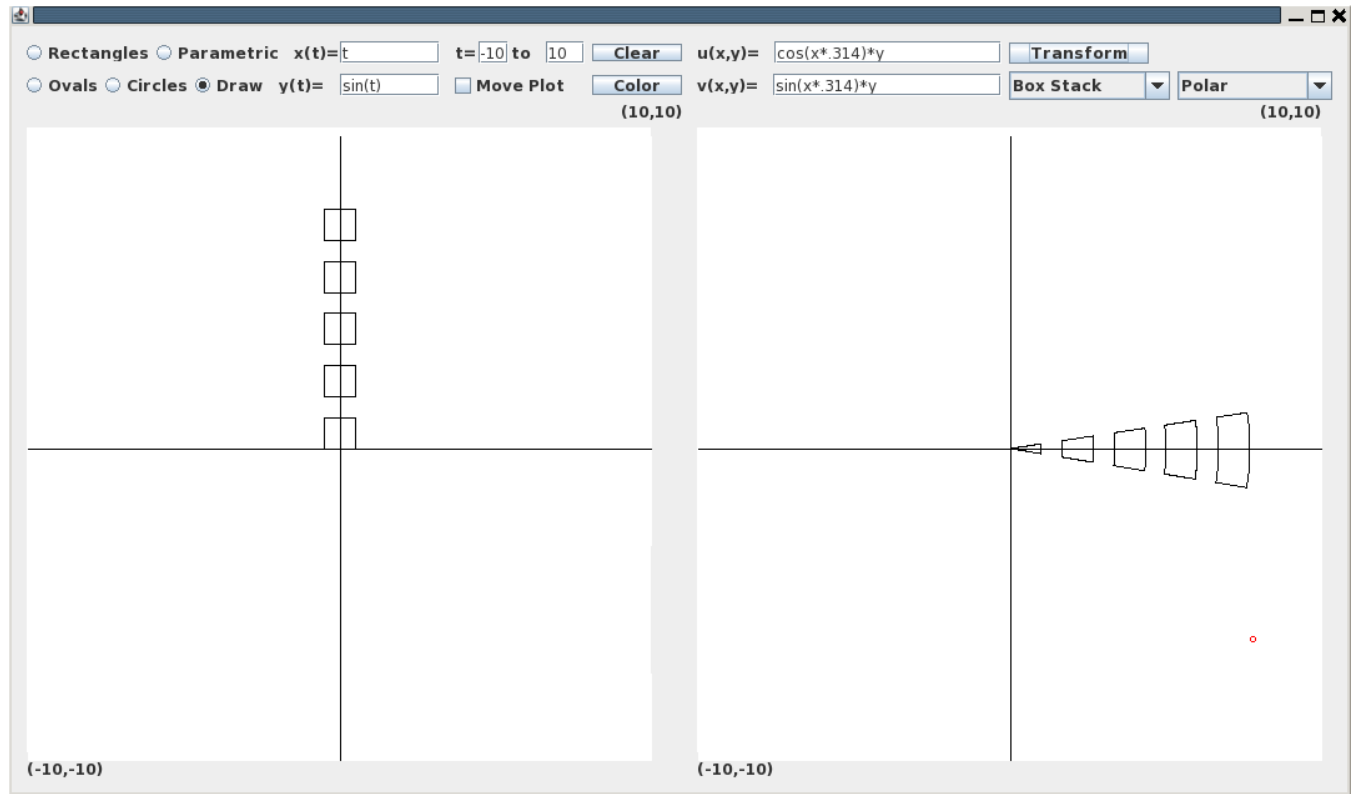 Rectangles Parametric x(t)= t t= -10 to 10 Clear u(x,y)= cos(x*.314)*y Transform
Ovals Circles Draw y(t)= sin(t) Move Plot Color v(x,y)= sin(x*.314)*y Box Stack Polar
(10,10) (10,10)
(-10,-10) (-10,-10)